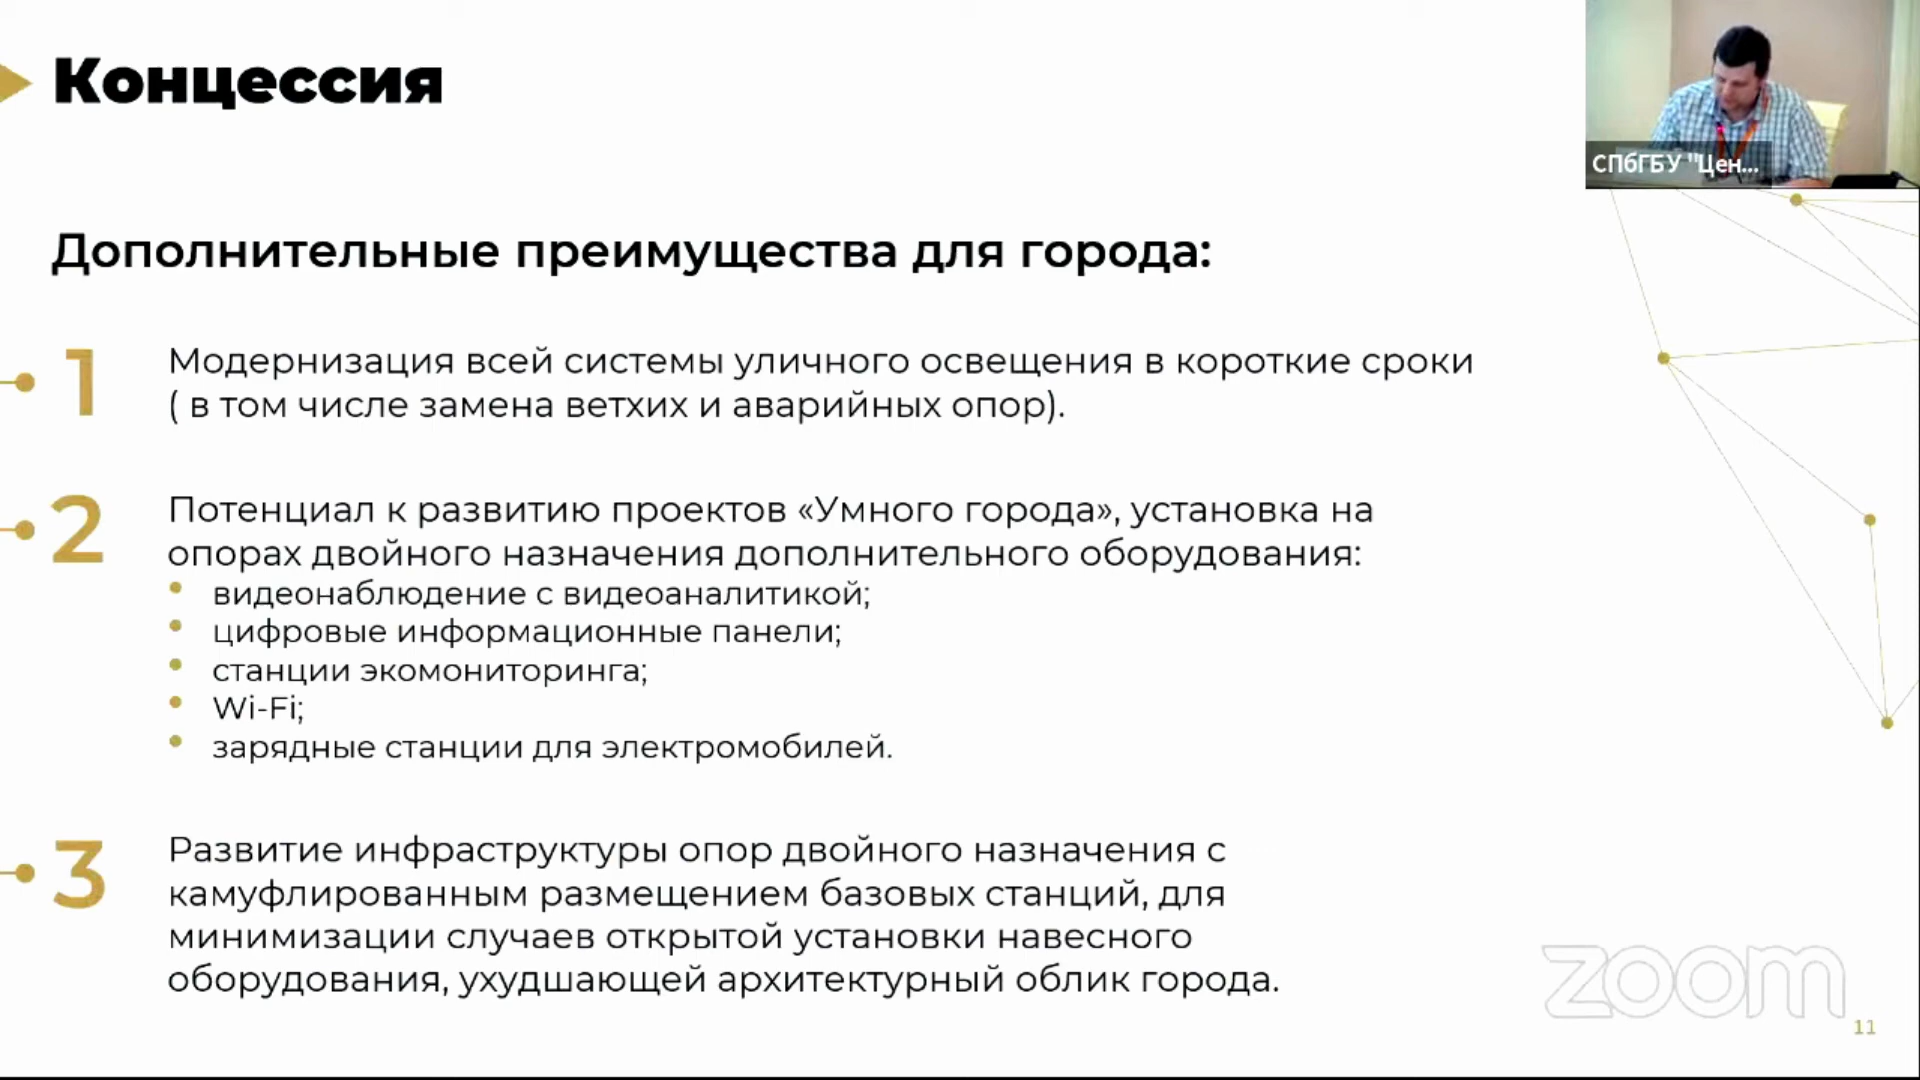 Концессия
СПбГБУ "Цен...
Дополнительные преимущества для города:
1
Модернизация всей системы уличного освещения в короткие сроки
( в том числе замена ветхих и аварийных опор).
2
Потенциал к развитию проектов «Умного города», установка на
опорах двойного назначения дополнительного оборудования:
• видеонаблюдение с видеоаналитикой;
• цифровые информационные панели;
• станции экомониторинга;
• Wi-Fi;
• зарядные станции для электромобилей.
3
Развитие инфраструктуры опор двойного назначения с
камуфлированным размещением базовых станций, для
минимизации случаев открытой установки навесного
оборудования, ухудшающей архитектурный облик города.
zoom
11